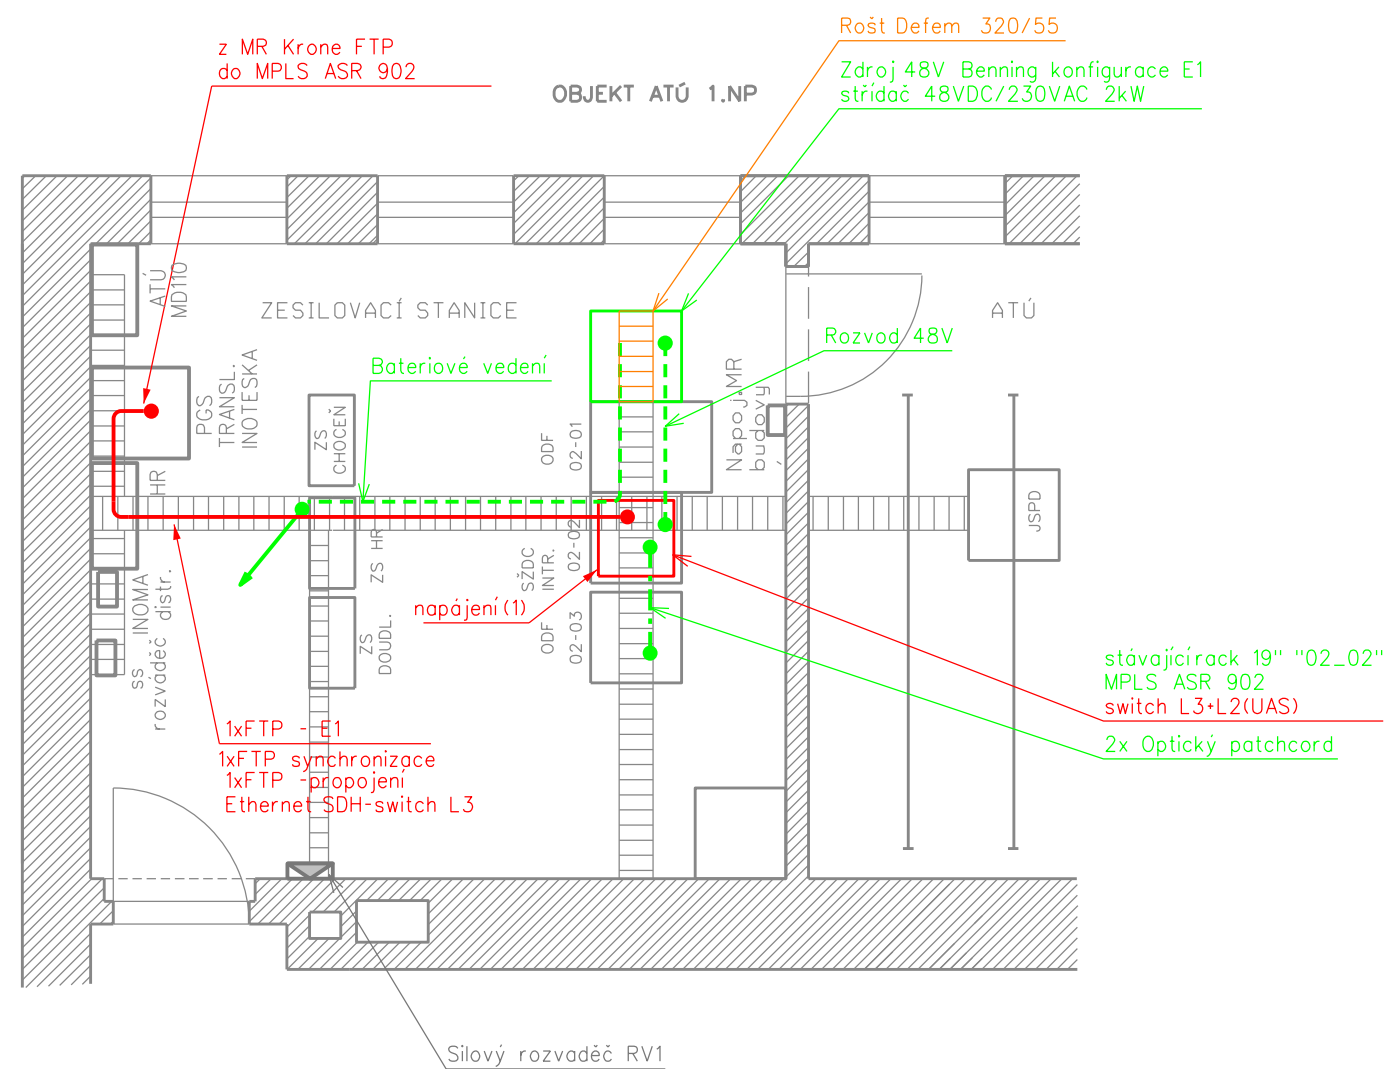 Rošt Defem 320/55
z MR Krone FTP
do MPLS ASR 902
Zdroj 48V Benning konfigurace E1
střídač 48VDC/230VAC 2kW
OBJEKT ATÚ 1.NP
ATÚ
MD110
ZESILOVACÍ STANICE
ATÚ
Rozvod 48V
Bateriové vedení
PGS
TRANSL.
INOTESKA
ZS
CHOCEŇ
ODF
02-01
Napoj.MR
budovy
HR
ZS HR
SŽDC
INTR.
02-02
JSPD
INOMA
distr.
ss
rozváděč
ZS
DOUDL.
napájení(1)
ODF
02-03
stávající rack 19" "02_02"
MPLS ASR 902
switch L3+L2(UAS)
2x Optický patchcord
1xFTP - E1
1xFTP synchronizace
1xFTP -propojení
Ethernet SDH-switch L3
Silový rozvaděč RV1